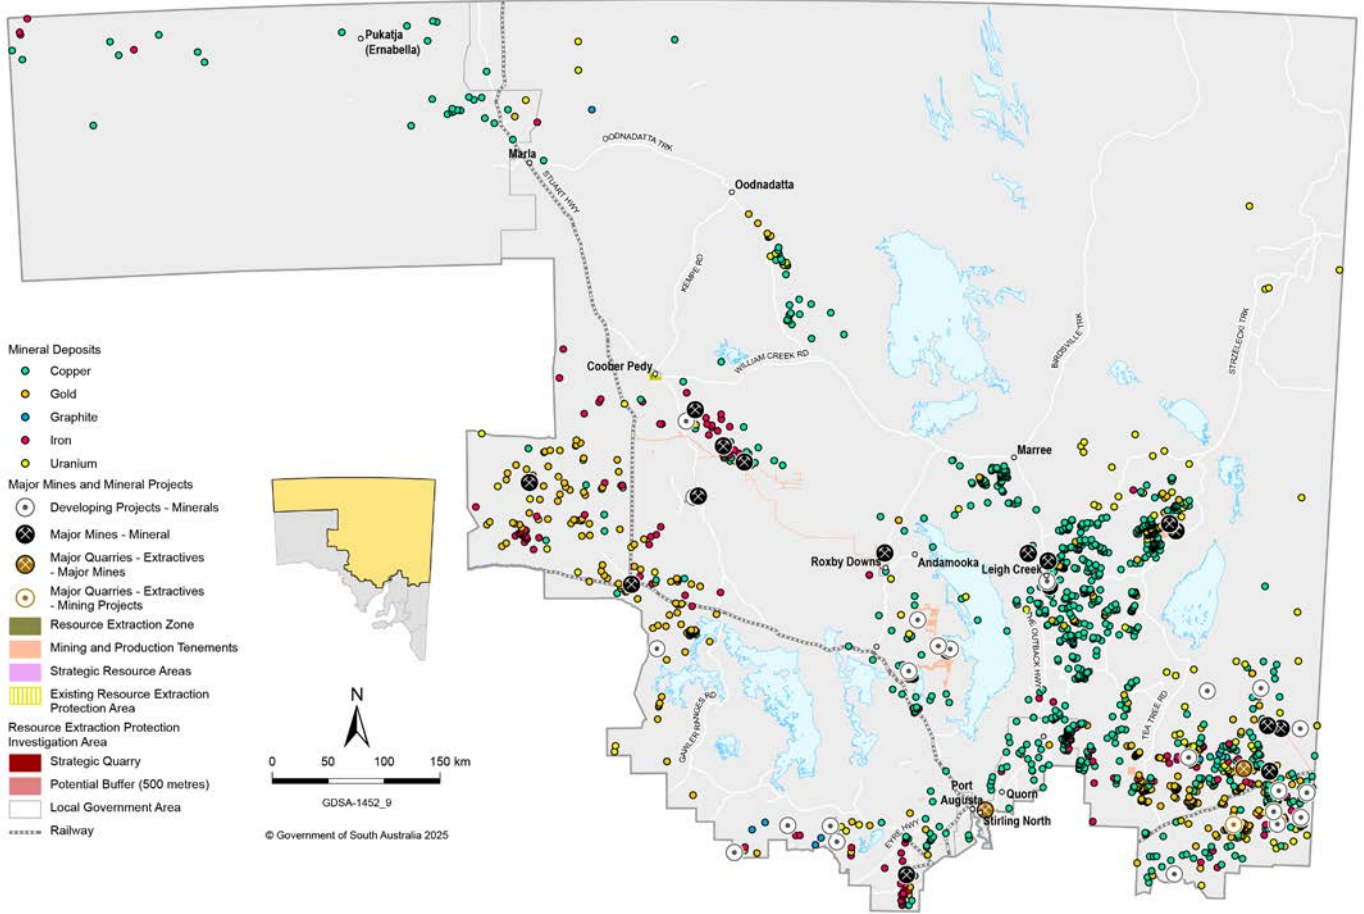 Pukatja
(Ernabella)
OODNADATTA TRK
Marla
STUART HWY
Oodnadatta
KEMPE RD
BIRDSVILLE TRK
STRZELECKI TRK
WILLIAM CREEK RD
Coober Pedy
Marree
Roxby Downs
Andamooka
Leigh Creek
THE OUTBACK HWY
GAWLER RANGES RD
TEA TREE RD
Port
Augusta
Quorn
Stirling North
EYRE HWY
Mineral Deposits
Copper
Gold
Graphite
Iron
Uranium
Major Mines and Mineral Projects
Developing Projects - Minerals
Major Mines - Mineral
Major Quarries - Extractives
- Major Mines
Major Quarries - Extractives
- Mining Projects
Resource Extraction Zone
Mining and Production Tenements
Strategic Resource Areas
Existing Resource Extraction
Protection Area
Resource Extraction Protection
Investigation Area
Strategic Quarry
Potential Buffer (500 metres)
Local Government Area
Railway
N
0 50 100 150 km
GDSA-1452_9
© Government of South Australia 2025